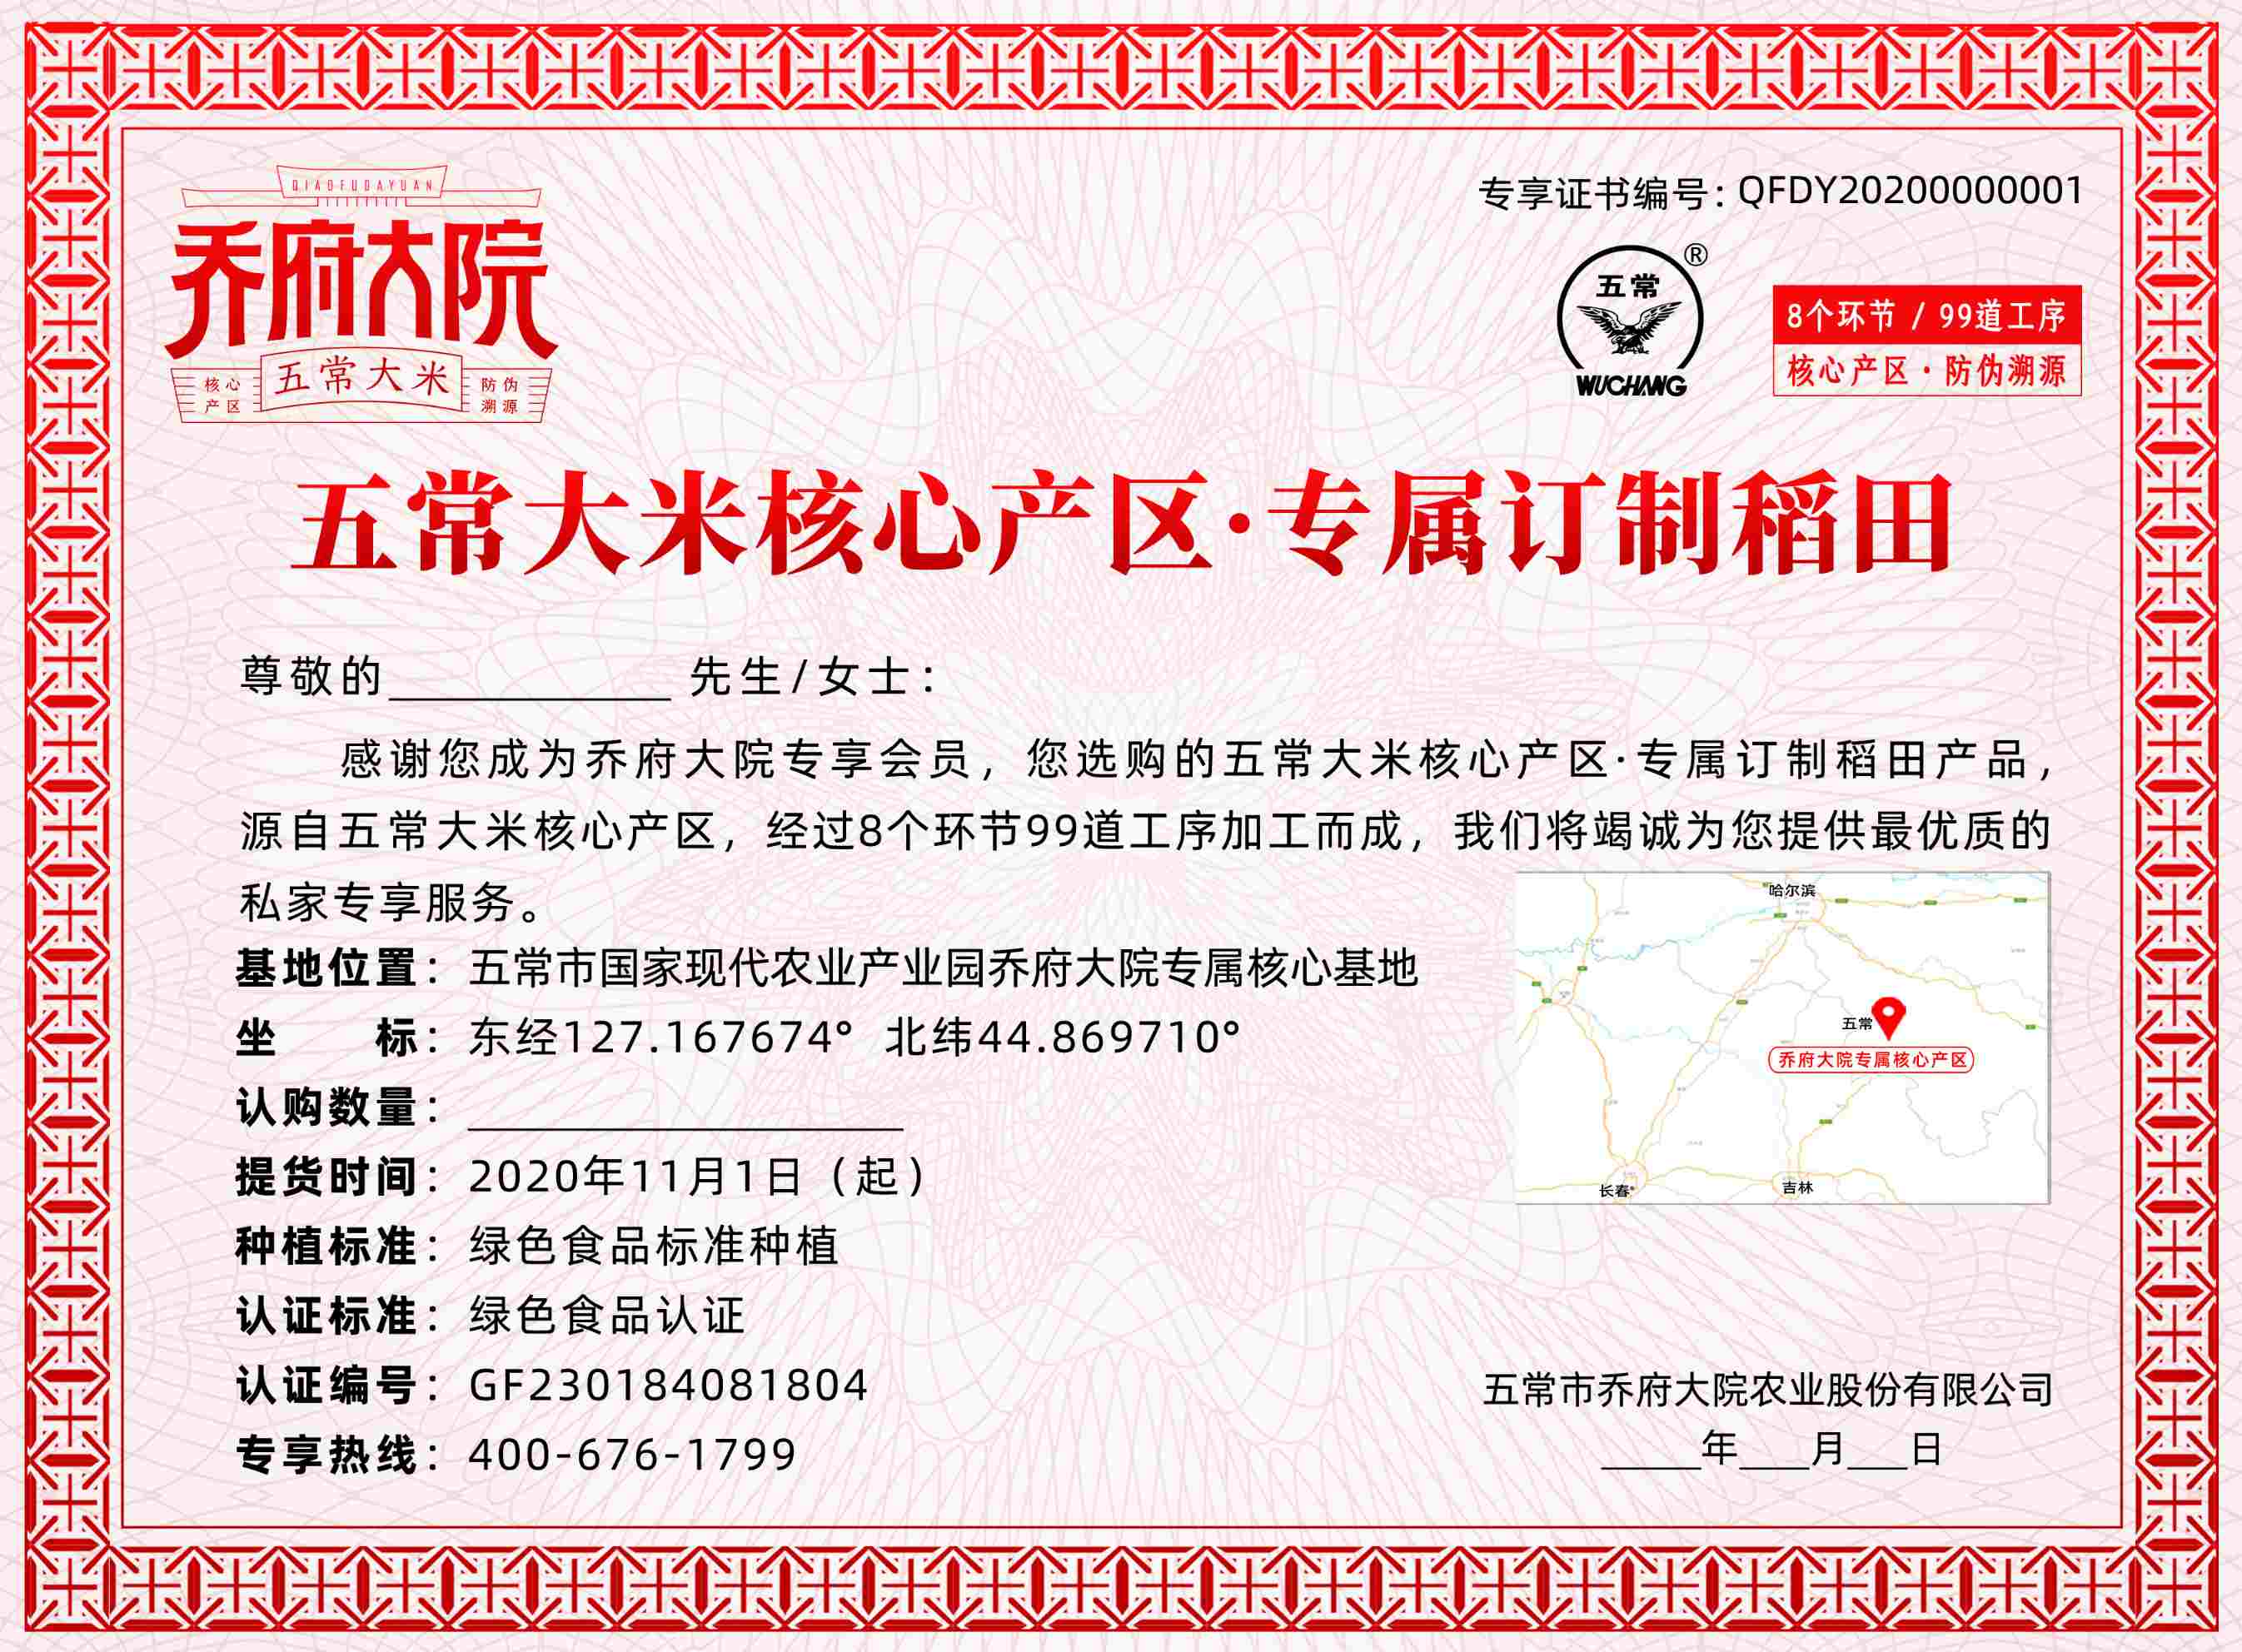 QIAOFUDAYUAN
乔府大院
核心产区
五常大米
防伪溯源
专享证书编号：QFDY20200000001
®
五常
WUCHANG
8个环节 / 99道工序
核心产区·防伪溯源
五常大米核心产区·专属订制稻田
尊敬的____________ 先生/女士：
感谢您成为乔府大院专享会员，您选购的五常大米核心产区·专属订制稻田产品，
源自五常大米核心产区，经过8个环节99道工序加工而成，我们将竭诚为您提供最优质的
私家专享服务。
基地位置：五常市国家现代农业产业园乔府大院专属核心基地
坐 标：东经127.167674° 北纬44.869710°
认购数量：__________________
提货时间：2020年11月1日（起）
种植标准：绿色食品标准种植
认证标准：绿色食品认证
认证编号：GF230184081804
专享热线：400-676-1799
哈尔滨
五常
乔府大院专属核心产区
长春
吉林
五常市乔府大院农业股份有限公司
_____年___月___日